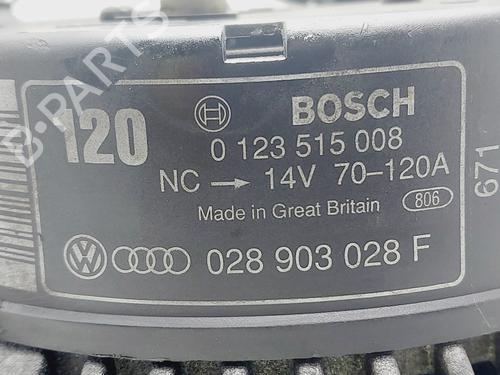 B-PARTS
120
BOSCH
0 123 515 008
NC → 14V 70-120A
Made in Great Britain 806
671
028 903 028 F